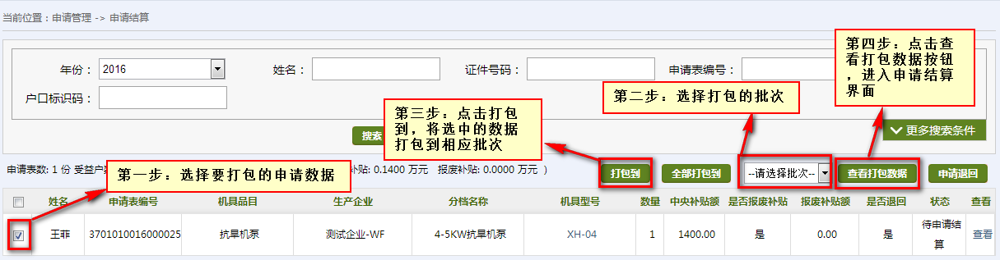 当前位置：申请管理 -> 申请结算
年份：
2016
姓名：
证件号码：
申请表编号：
户口标识码：
第四步：点击查
看打包数据按钮
，进入申请结算
界面
第二步：选择打包的批次
第三步：点击打包
到，将选中的数据
打包到相应批次
搜索
更多搜索条件
申请表数: 1 份 受益户
第一步：选择要打包的申请数据
补贴: 0.1400 万元 报废补贴: 0.0000 万元 )
打包到
全部打包到
--请选择批次--
查看打包数据
申请退回
姓名 申请表编号 机具品目 生产企业 分档名称 机具型号 数量 中央补贴额 是否报废补贴 报废补贴额 是否退回 状态 查看
王菲 3701010016000025 抗旱机泵 测试企业-WF 4-5KW抗旱机泵 XH-04 1 1400.00 是 0.00 是 待申请结
算 查看